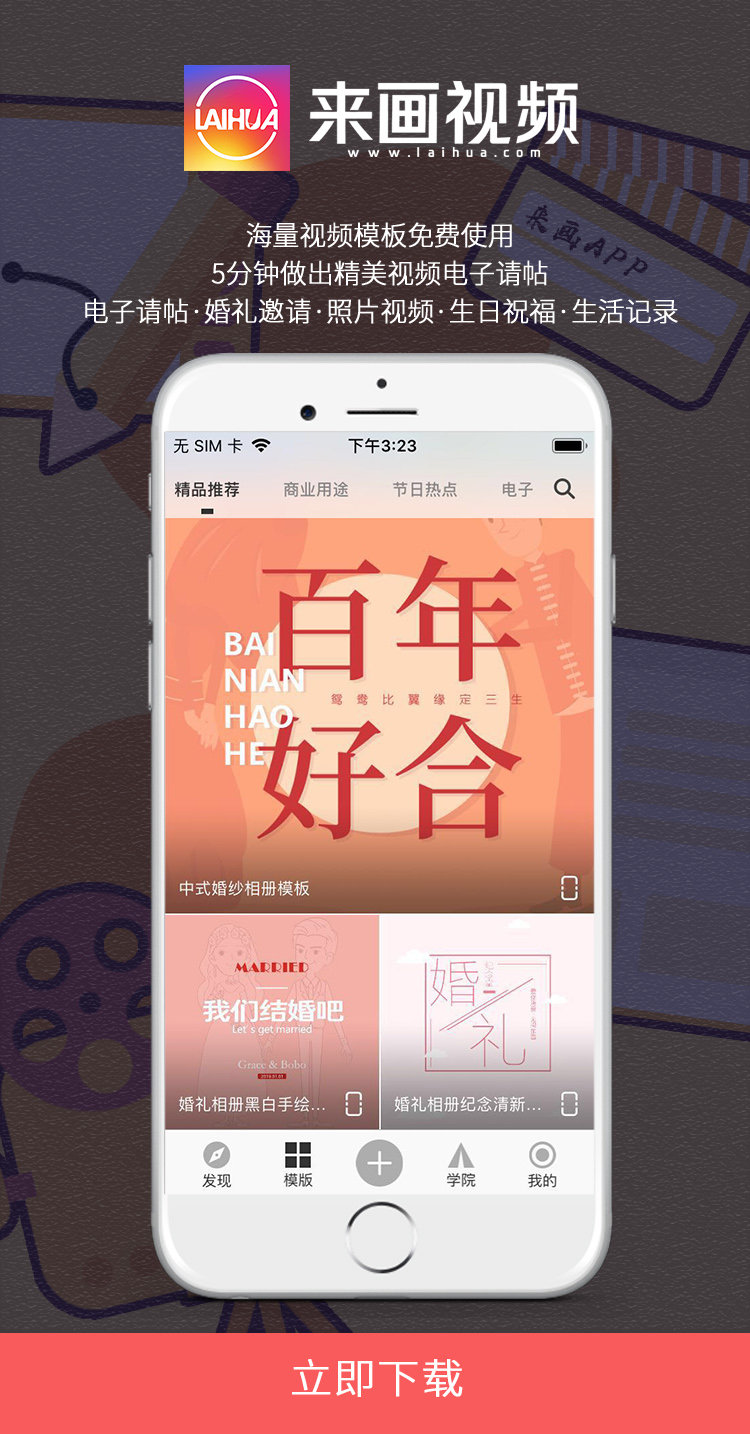 LAIHUA
来画视频
www.laihua.com
来画APP
海量视频模板免费使用
5分钟做出精美视频电子请帖
电子请帖·婚礼邀请·照片视频·生日祝福·生活记录
无 SIM 卡
下午3:23
精品推荐
商业用途
节日热点
电子
百年
BAI
NIAN
HAO
HE
鸳鸯比翼缘定三生
好合
中式婚纱相册模板
MARRIED
我们结婚吧
Let's get married
Grace & Bobo
婚礼相册黑白手绘...
婚
礼
婚礼相册纪念清新...
发现
模版
学院
我的
立即下载